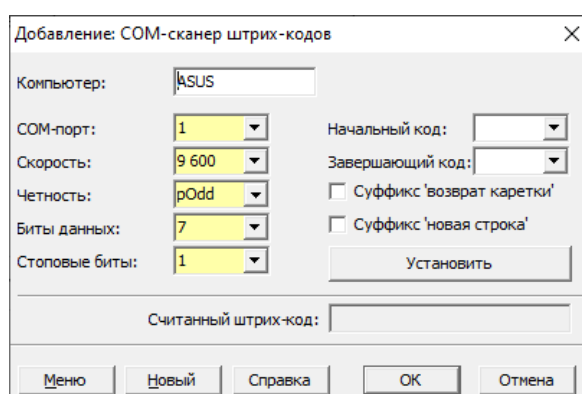 Добавление: COM-сканер штрих-кодов
Компьютер: ASUS
COM-порт: 1 Начальный код:
Скорость: 9 600 Завершающий код:
Четность: pOdd Суффикс 'возврат каретки'
Биты данных: 7 Суффикс 'новая строка'
Стоповые биты: 1 Установить
Считанный штрих-код:
Меню Новый Справка OK Отмена